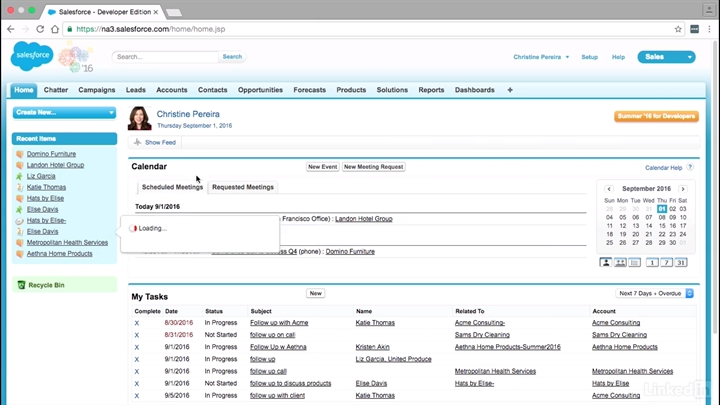 Salesforce - Developer Edition
https://na3.salesforce.com/home/home.jsp
salesforce
'16
Search...
Search
Christine Pereira
Setup
Help
Sales
Home Chatter Campaigns Leads Accounts Contacts Opportunities Forecasts Products Solutions Reports Dashboards +
Create New...
Recent Items
Domino Furniture
Landon Hotel Group
Liz Garcia
Katie Thomas
Hats by Elise
Elise Davis
Hats by Elise-
Elise Davis
Metropolitan Health Services
Aethna Home Products
Recycle Bin
Christine Pereira
Thursday September 1, 2016
Summer '16 for Developers
Show Feed
Calendar
New Event
New Meeting Request
Calendar Help ?
Scheduled Meetings
Requested Meetings
Today 9/1/2016
Francisco Office) : Landon Hotel Group
Q4 (phone) : Domino Furniture
Loading...
September 2016
Sun Mon Tue Wed Thu Fri Sat
28 29 30 31 01 02 03
04 05 06 07 08 09 10
11 12 13 14 15 16 17
18 19 20 21 22 23 24
25 26 27 28 29 30 01
1 7 31
My Tasks
New
Next 7 Days + Overdue
Complete Date Status Subject Name Related To Account
X 8/30/2016 In Progress Follow up with Acme Katie Thomas Acme Consulting- Acme Consulting
X 8/31/2016 Not Started follow up on call Sams Dry Cleaning Sams Dry Cleaning
X 9/1/2016 In Progress Follow Up w Aethna Kristen Akin Aethna Home Products-Summer2016 Aethna Home Products
X 9/1/2016 In Progress follow up Liz Garcia, United Produce
X 9/1/2016 In Progress follow up call Metropolitan Health Services Metropolitan Health Services
X 9/1/2016 Not Started follow up to discuss products Elise Davis Hats by Elise- Hats by Elise
X 9/5/2016 In Progress Follow up with client Katie Thomas Acme Consulting Acme Consulting
LinkedIn